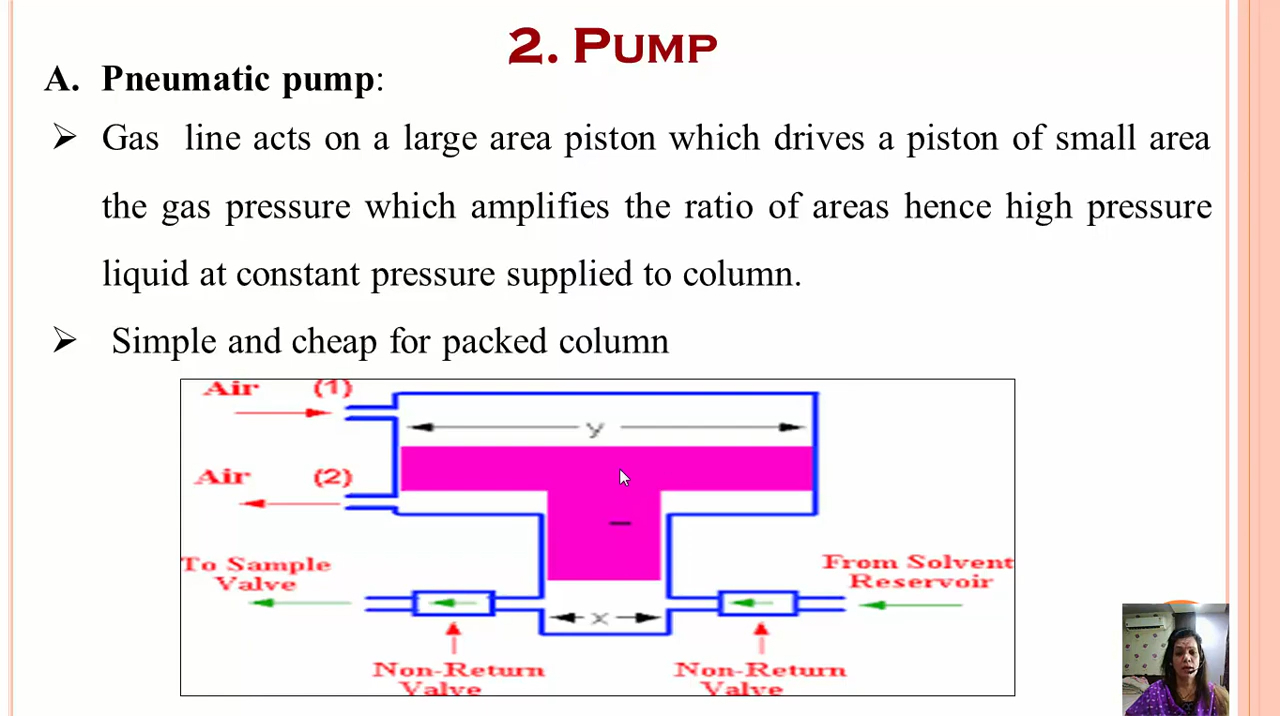 2. PUMP
A. Pneumatic pump:
➢ Gas line acts on a large area piston which drives a piston of small area
the gas pressure which amplifies the ratio of areas hence high pressure
liquid at constant pressure supplied to column.
➢ Simple and cheap for packed column
Air (1)
y
Air (2)
To Sample
Valve
From Solvent
Reservoir
x
Non-Return
Valve
Non-Return
Valve